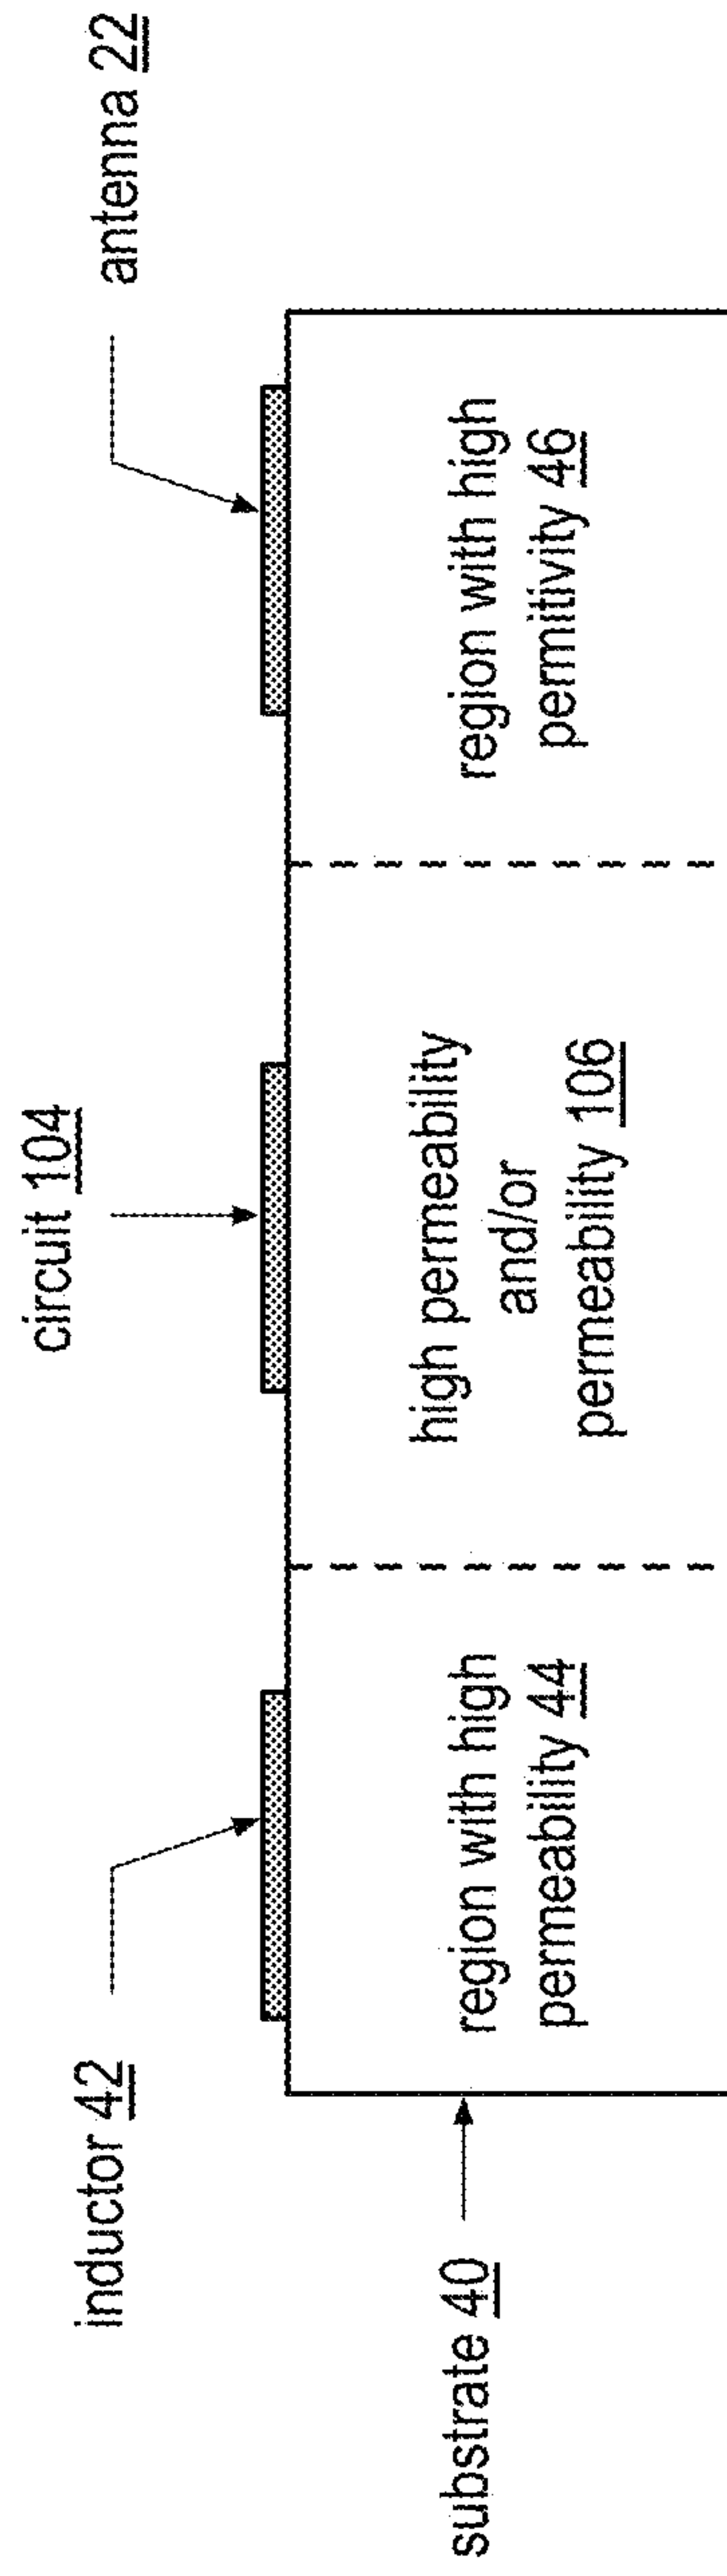 circuit 104
inductor 42
antenna 22
substrate 40
region with high
permeability 44
high permeability
and/or
permeability 106
region with high
permitivity 46